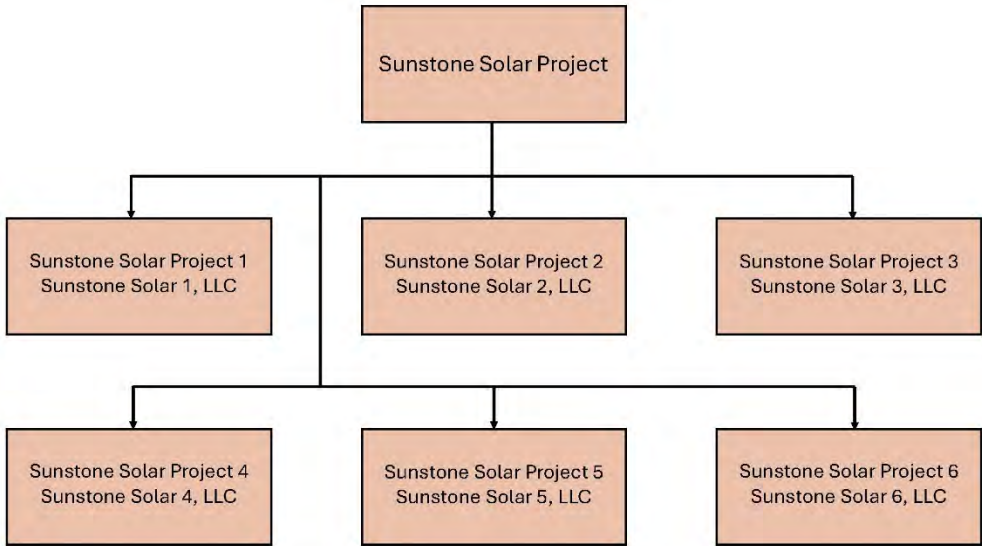 Sunstone Solar Project
Sunstone Solar Project 1
Sunstone Solar 1, LLC
Sunstone Solar Project 2
Sunstone Solar 2, LLC
Sunstone Solar Project 3
Sunstone Solar 3, LLC
Sunstone Solar Project 4
Sunstone Solar 4, LLC
Sunstone Solar Project 5
Sunstone Solar 5, LLC
Sunstone Solar Project 6
Sunstone Solar 6, LLC